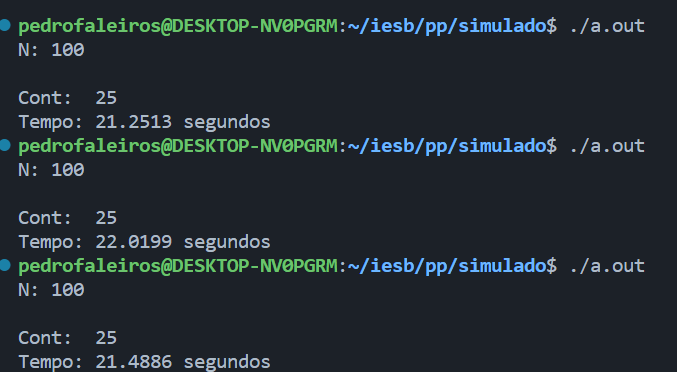 pedrofaleiros@DESKTOP-NV0PGRM:~/iesb/pp/simulado$ ./a.out
N: 100
Cont:  25
Tempo: 21.2513 segundos
pedrofaleiros@DESKTOP-NV0PGRM:~/iesb/pp/simulado$ ./a.out
N: 100
Cont:  25
Tempo: 22.0199 segundos
pedrofaleiros@DESKTOP-NV0PGRM:~/iesb/pp/simulado$ ./a.out
N: 100
Cont:  25
Tempo: 21.4886 segundos